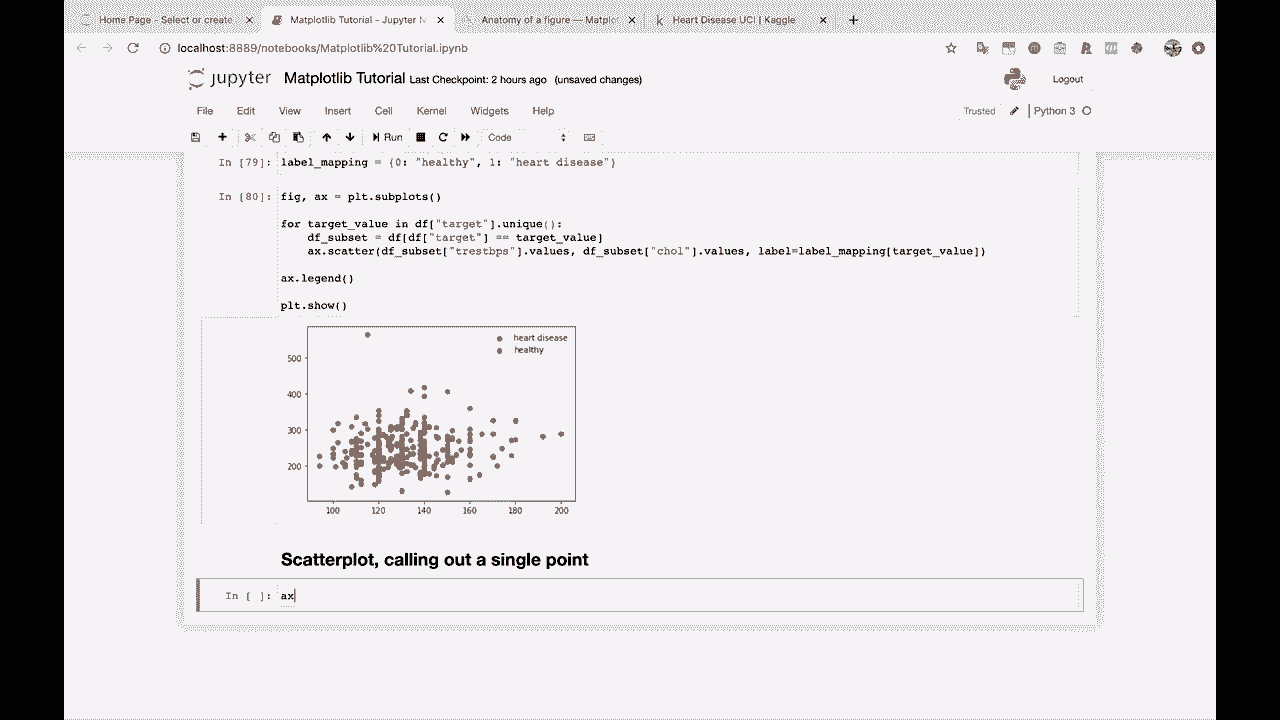 Home Page - Select or create
Matplotlib Tutorial - Jupyter N
Anatomy of a figure — Matplot
Heart Disease UCI | Kaggle
localhost:8889/notebooks/Matplotlib%20Tutorial.ipynb
jupyter Matplotlib Tutorial Last Checkpoint: 2 hours ago (unsaved changes)
Logout
File Edit View Insert Cell Kernel Widgets Help
Trusted Python 3
Run Code
In [79]: label_mapping = {0: "healthy", 1: "heart disease"}
In [80]: fig, ax = plt.subplots()
for target_value in df["target"].unique():
df_subset = df[df["target"] == target_value]
ax.scatter(df_subset["trestbps"].values, df_subset["chol"].values, label=label_mapping[target_value])
ax.legend()
plt.show()
heart disease
healthy
500
400
300
200
100 120 140 160 180 200
Scatterplot, calling out a single point
In [ ]: ax